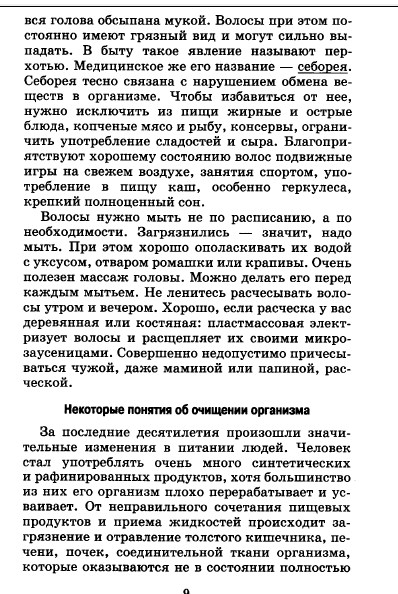 вся голова обсыпана мукой. Волосы при этом по-
стоянно имеют грязный вид и могут сильно вы-
падать. В быту такое явление называют пер-
хотью. Медицинское же его название — себорея.
Себорея тесно связана с нарушением обмена ве-
ществ в организме. Чтобы избавиться от нее,
нужно исключить из пищи жирные и острые
блюда, копченые мясо и рыбу, консервы, ограни-
чить употребление сладостей и сыра. Благопри-
ятствуют хорошему состоянию волос подвижные
игры на свежем воздухе, занятия спортом, упо-
требление в пищу каш, особенно геркулеса,
крепкий полноценный сон.
Волосы нужно мыть не по расписанию, а по
необходимости. Загрязнились — значит, надо
мыть. При этом хорошо ополаскивать их водой
с уксусом, отваром ромашки или крапивы. Очень
полезен массаж головы. Можно делать его перед
каждым мытьем. Не ленитесь расчесывать воло-
сы утром и вечером. Хорошо, если расческа у вас
деревянная или костяная: пластмассовая элект-
ризует волосы и расщепляет их своими микро-
заусеницами. Совершенно недопустимо причесы-
ваться чужой, даже маминой или папиной, рас-
ческой.
Некоторые понятия об очищении организма
За последние десятилетия произошли значи-
тельные изменения в питании людей. Человек
стал употреблять очень много синтетических
и рафинированных продуктов, хотя большинство
из них его организм плохо перерабатывает и ус-
ваивает. От неправильного сочетания пищевых
продуктов и приема жидкостей происходит за-
грязнение и отравление толстого кишечника, пе-
чени, почек, соединительной ткани организма,
которые оказываются не в состоянии полностью
9